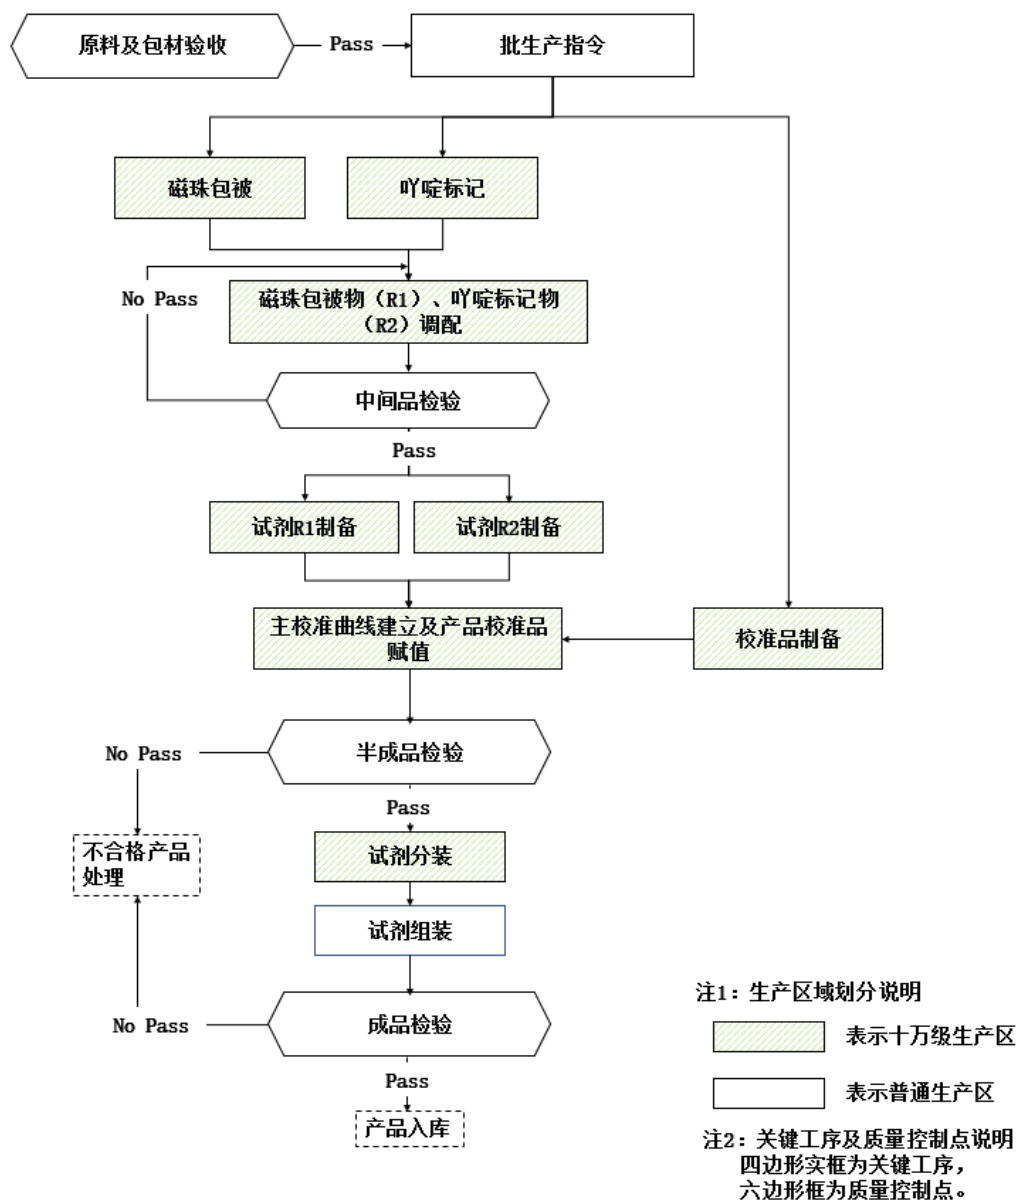 原料及包材验收
Pass
批生产指令
磁珠包被
吖啶标记
No Pass
磁珠包被物（R1）、吖啶标记物
（R2）调配
中间品检验
Pass
试剂R1制备
试剂R2制备
主校准曲线建立及产品校准品
赋值
校准品制备
No Pass
半成品检验
Pass
不合格产品
处理
试剂分装
试剂组装
No Pass
成品检验
Pass
产品入库
注1：生产区域划分说明
表示十万级生产区
表示普通生产区
注2：关键工序及质量控制点说明
四边形实框为关键工序，
六边形框为质量控制点。